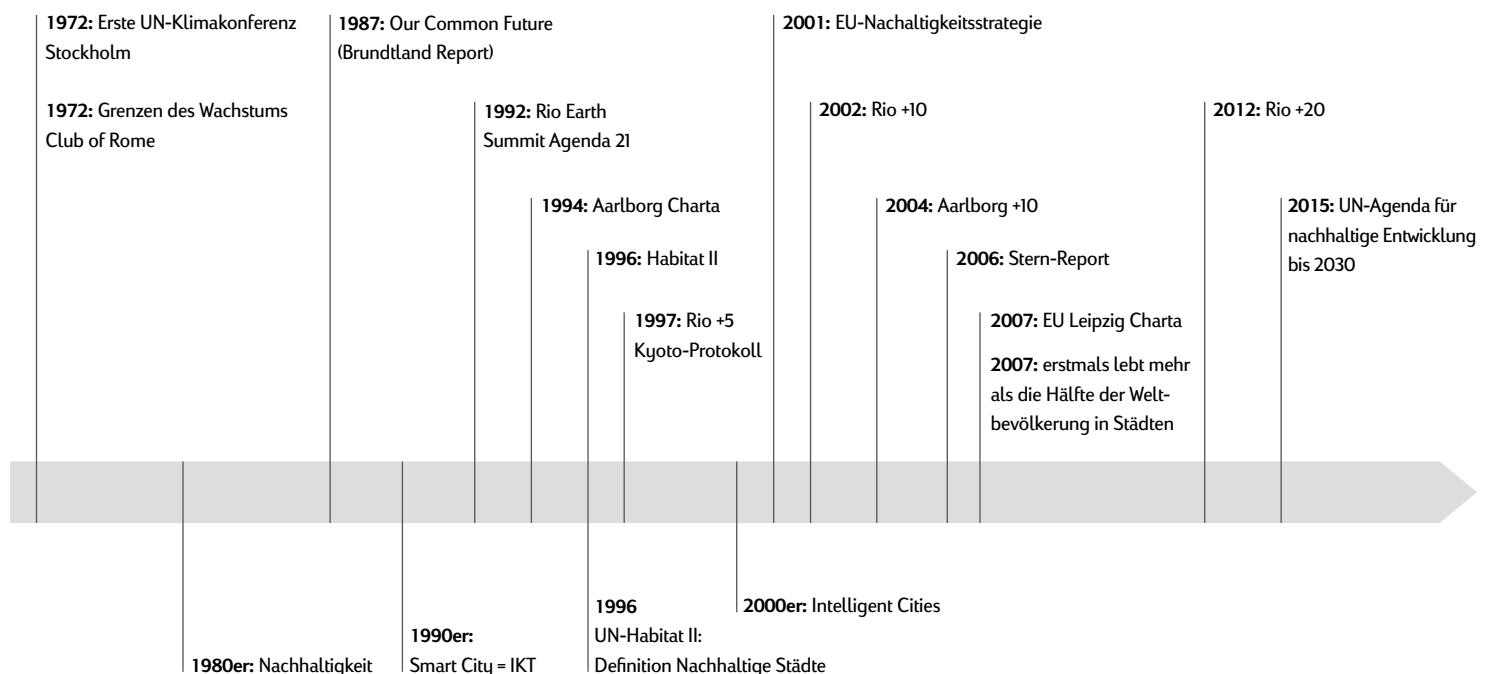 1972: Erste UN-Klimakonferenz
Stockholm
1972: Grenzen des Wachstums
Club of Rome
1987: Our Common Future
(Brundtland Report)
1992: Rio Earth
Summit Agenda 21
1994: Aarlborg Charta
1996: Habitat II
1997: Rio +5
Kyoto-Protokoll
2001: EU-Nachaltigkeitsstrategie
2002: Rio +10
2004: Aarlborg +10
2006: Stern-Report
2007: EU Leipzig Charta
2007: erstmals lebt mehr
als die Hälfte der Welt-
bevölkerung in Städten
2012: Rio +20
2015: UN-Agenda für
nachhaltige Entwicklung
bis 2030
1980er: Nachhaltigkeit
1990er:
Smart City = IKT
1996
UN-Habitat II:
Definition Nachhaltige Städte
2000er: Intelligent Cities